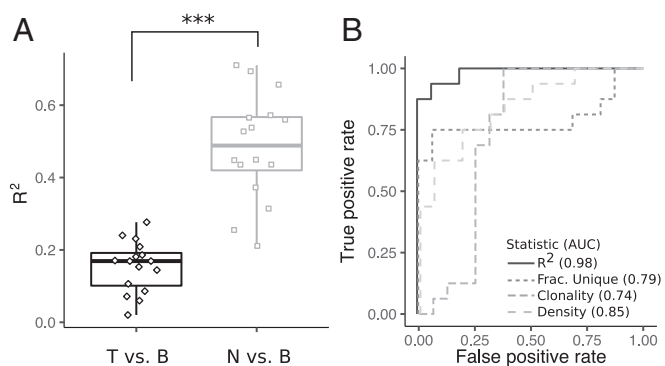 A
***
R²
0.6
0.4
0.2
0.0
T vs. B
N vs. B
B
True positive rate
1.00
0.75
0.50
0.25
0.00
Statistic (AUC)
R² (0.98)
Frac. Unique (0.79)
Clonality (0.74)
Density (0.85)
0.00 0.25 0.50 0.75 1.00
False positive rate